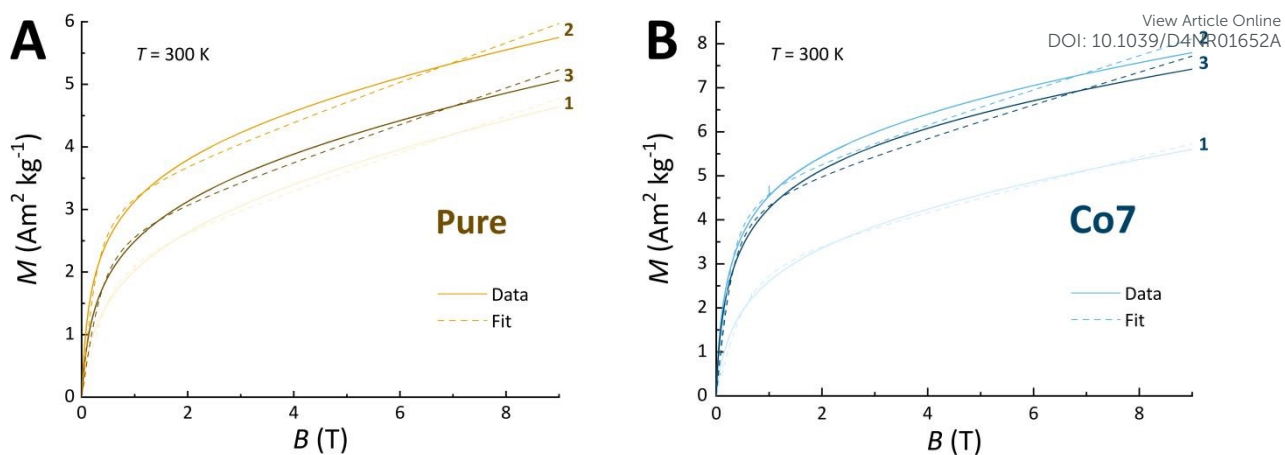 View Article Online
DOI: 10.1039/D4NR01652A
A
T = 300 K
M (Am² kg⁻¹)
6
5
4
3
2
1
0
2
3
1
Pure
Data
Fit
0 2 4 6 8
B (T)
B
T = 300 K
M (Am² kg⁻¹)
8
7
6
5
4
3
2
1
0
2
3
1
Co7
Data
Fit
0 2 4 6 8
B (T)